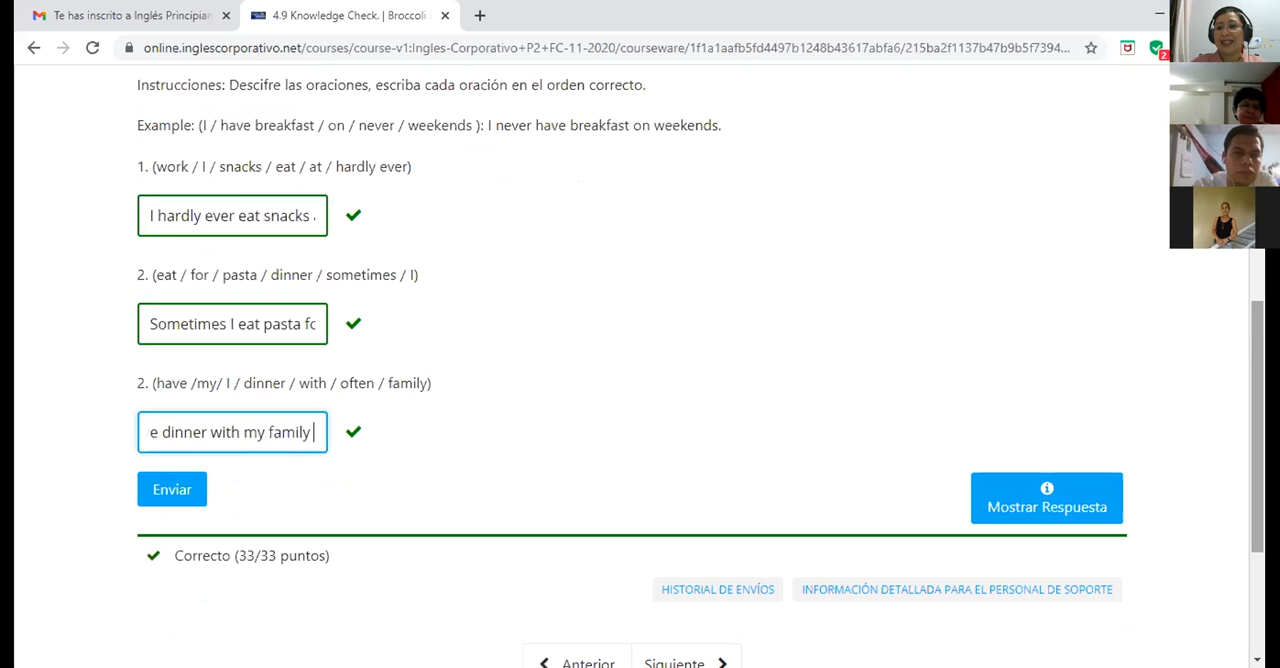 Te has inscrito a Inglés Principian
4.9 Knowledge Check. | Broccoli i
online.inglescorporativo.net/courses/course-v1:Ingles-Corporativo+P2+FC-11-2020/courseware/1f1a1aafb5fd4497b1248b43617abfa6/215ba2f1137b47b9b5f7394...
2
Instrucciones: Descifre las oraciones, escriba cada oración en el orden correcto.
Example: (I / have breakfast / on / never / weekends ): I never have breakfast on weekends.
1. (work / I / snacks / eat / at / hardly ever)
I hardly ever eat snacks
2. (eat / for / pasta / dinner / sometimes / I)
Sometimes I eat pasta fo
2. (have /my/ I / dinner / with / often / family)
e dinner with my family
Enviar
Mostrar Respuesta
Correcto (33/33 puntos)
HISTORIAL DE ENVÍOS INFORMACIÓN DETALLADA PARA EL PERSONAL DE SOPORTE
Anterior Siguiente